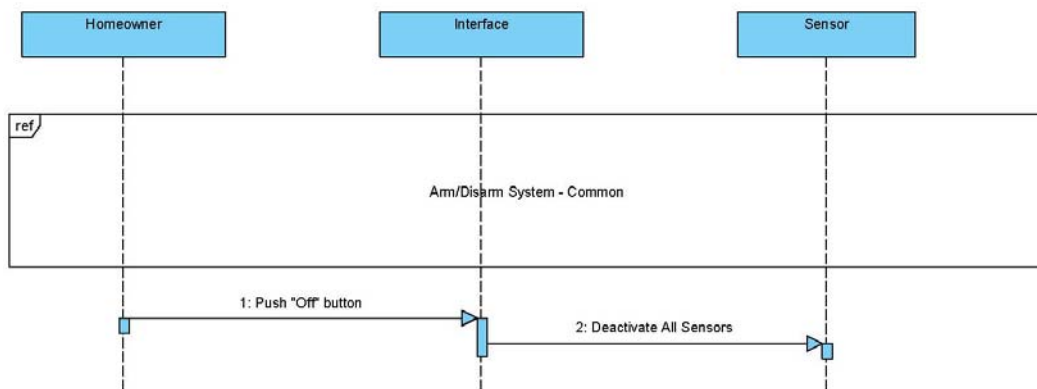 Homeowner
Interface
Sensor
ref
Arm/Disarm System - Common
1: Push "Off" button
2: Deactivate All Sensors